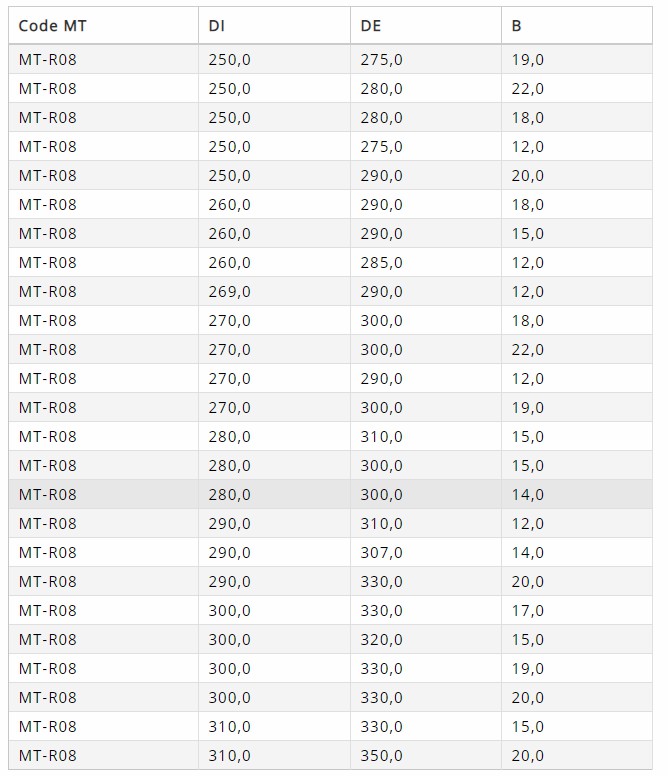 Code MT DI DE B
MT-R08 250,0 275,0 19,0
MT-R08 250,0 280,0 22,0
MT-R08 250,0 280,0 18,0
MT-R08 250,0 275,0 12,0
MT-R08 250,0 290,0 20,0
MT-R08 260,0 290,0 18,0
MT-R08 260,0 290,0 15,0
MT-R08 260,0 285,0 12,0
MT-R08 269,0 290,0 12,0
MT-R08 270,0 300,0 18,0
MT-R08 270,0 300,0 22,0
MT-R08 270,0 290,0 12,0
MT-R08 270,0 300,0 19,0
MT-R08 280,0 310,0 15,0
MT-R08 280,0 300,0 15,0
MT-R08 280,0 300,0 14,0
MT-R08 290,0 310,0 12,0
MT-R08 290,0 307,0 14,0
MT-R08 290,0 330,0 20,0
MT-R08 300,0 330,0 17,0
MT-R08 300,0 320,0 15,0
MT-R08 300,0 330,0 19,0
MT-R08 300,0 330,0 20,0
MT-R08 310,0 330,0 15,0
MT-R08 310,0 350,0 20,0